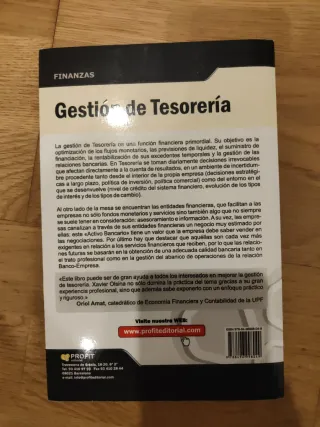 FINANZAS
Gestión de Tesorería
La gestión de Tesorería es una función financiera primordial. Su objetivo es la
optimización de los flujos monetarios, las previsiones de liquidez, el suministro de
financiación, la rentabilización de sus excedentes temporales y la gestión de las
relaciones bancarias. En Tesorería se toman diariamente decisiones irrevocables
que afectan directamente a la cuenta de resultados, en un ambiente de incertidum-
bre procedente tanto desde el interior de la propia empresa (decisiones estratégi-
cas a largo plazo, política de inversión, política comercial) como del entorno en el
que se desenvuelve (nivel de crédito del sistema financiero, evolución de los tipos
de interés y de los tipos de cambio).
Al otro lado de la mesa se encuentran las entidades financieras, que facilitan a las
empresas no sólo fondos monetarios y servicios sino también algo que no siempre
se suele tener en consideración: asesoramiento e información. A su vez, las empre-
sas canalizan a través de sus entidades financieras un negocio muy estimado por
ellas; este «Activo Bancario» tiene un valor que la empresa debe saber vender en
las negociaciones. Por último hay que destacar que aquéllas son cada vez más
exigentes en relación a los servicios financieros que reciben, por lo que las relacio-
nes futuras se basarán en la obtención de una adecuada calidad bancaria tanto en
el trato profesional como en la gestión del abanico de operaciones de la relación
Banco-Empresa.
«Este libro puede ser de gran ayuda a todos los interesados en mejorar la gestión
de tesorería. Xavier Olsina no sólo domina la práctica del tema gracias a su gran
experiencia profesional, sino que además sabe exponerlo con un enfoque práctico
y riguroso.»
Oriol Amat, catedrático de Economía Financiera y Contabilidad de la UPF
Visite nuestra WEB:
www.profiteditorial.com
PROFIT
08021 Barcelona